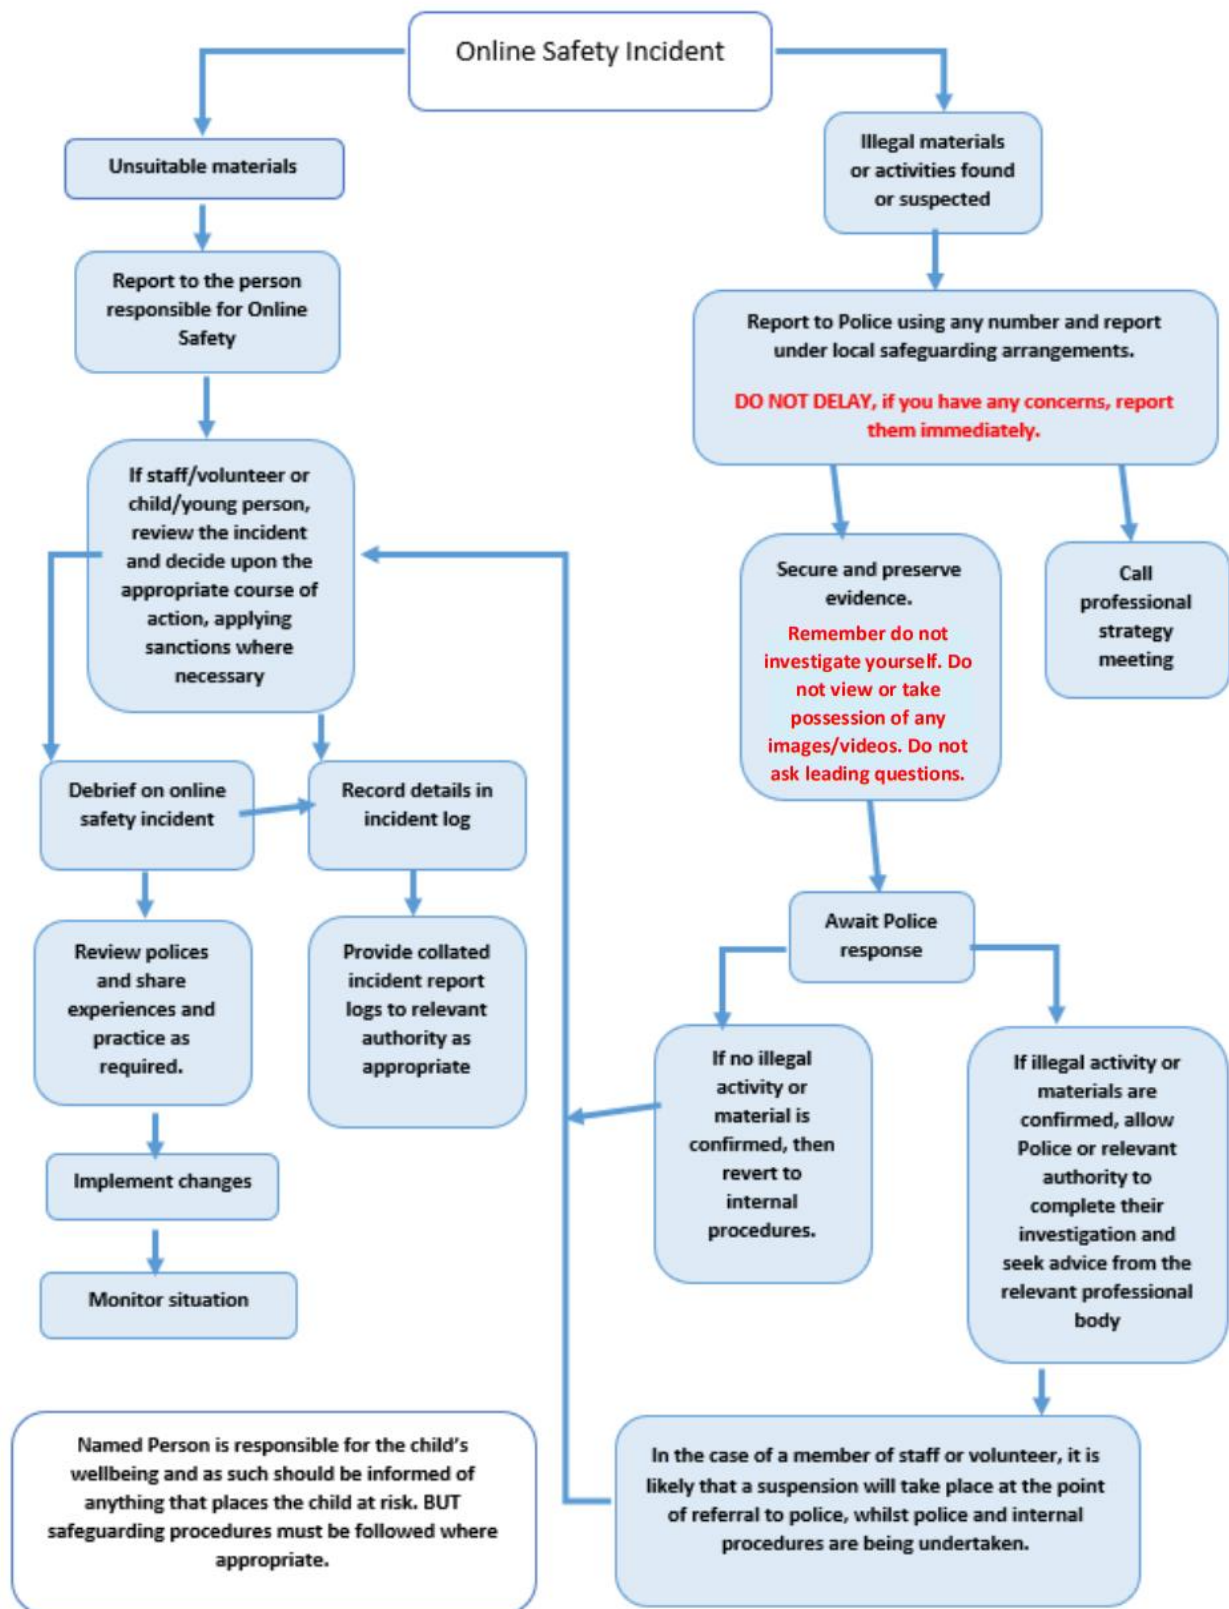 Online Safety Incident
Unsuitable materials
Report to the person
responsible for Online
Safety
If staff/volunteer or
child/young person,
review the incident
and decide upon the
appropriate course of
action, applying
sanctions where
necessary
Debrief on online
safety incident
Record details in
incident log
Review polices
and share
experiences and
practice as
required.
Provide collated
incident report
logs to relevant
authority as
appropriate
Implement changes
Monitor situation
Illegal materials
or activities found
or suspected
Report to Police using any number and report
under local safeguarding arrangements.
DO NOT DELAY, if you have any concerns, report
them immediately.
Secure and preserve
evidence.
Remember do not
investigate yourself. Do
not view or take
possession of any
images/videos. Do not
ask leading questions.
Call
professional
strategy
meeting
Await Police
response
If no illegal
activity or
material is
confirmed, then
revert to
internal
procedures.
If illegal activity or
materials are
confirmed, allow
Police or relevant
authority to
complete their
investigation and
seek advice from the
relevant professional
body
In the case of a member of staff or volunteer, it is
likely that a suspension will take place at the point
of referral to police, whilst police and internal
procedures are being undertaken.
Named Person is responsible for the child's
wellbeing and as such should be informed of
anything that places the child at risk. BUT
safeguarding procedures must be followed where
appropriate.